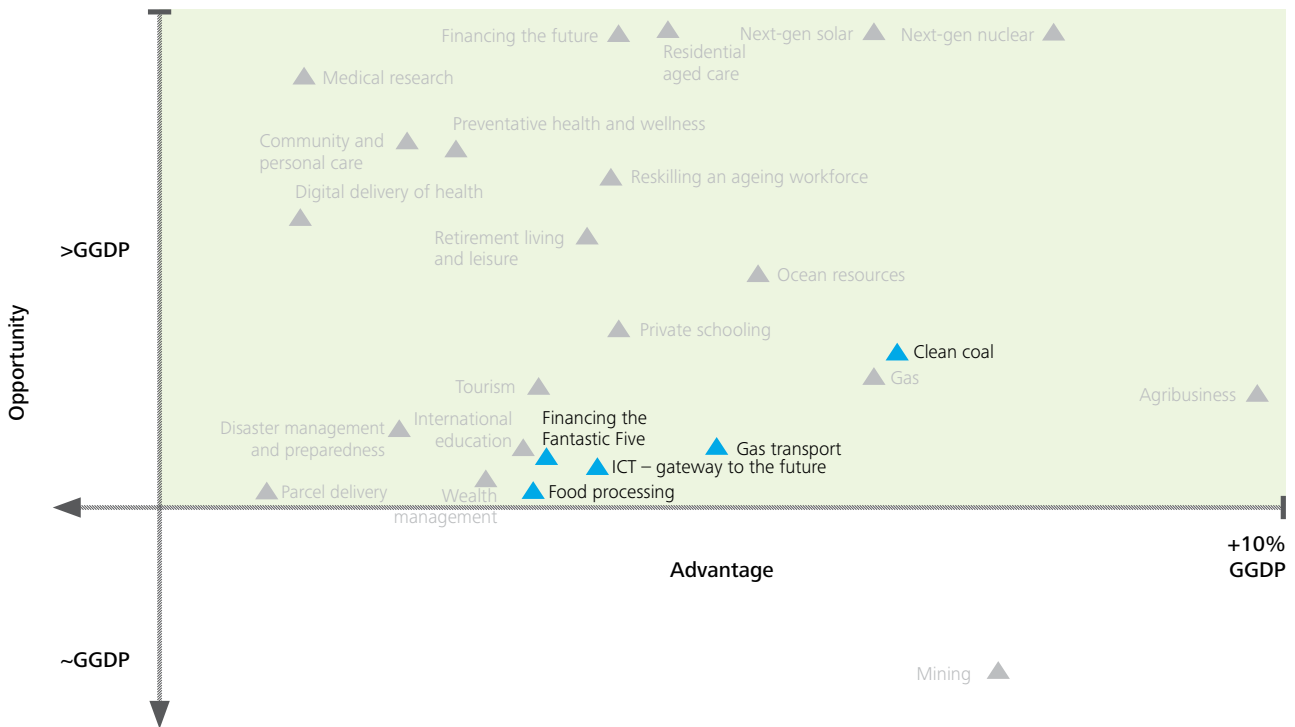 Financing the future
Residential
aged care
Next-gen solar
Next-gen nuclear
Medical research
Preventative health and wellness
Community and
personal care
Reskilling an ageing workforce
Digital delivery of health
Retirement living
and leisure
>GGDP
Ocean resources
Private schooling
Clean coal
Gas
Tourism
Agribusiness
Opportunity
International
education
Financing the
Fantastic Five
Disaster management
and preparedness
Gas transport
ICT – gateway to the future
Parcel delivery
Wealth
management
Food processing
+10%
GGDP
Advantage
~GGDP
Mining